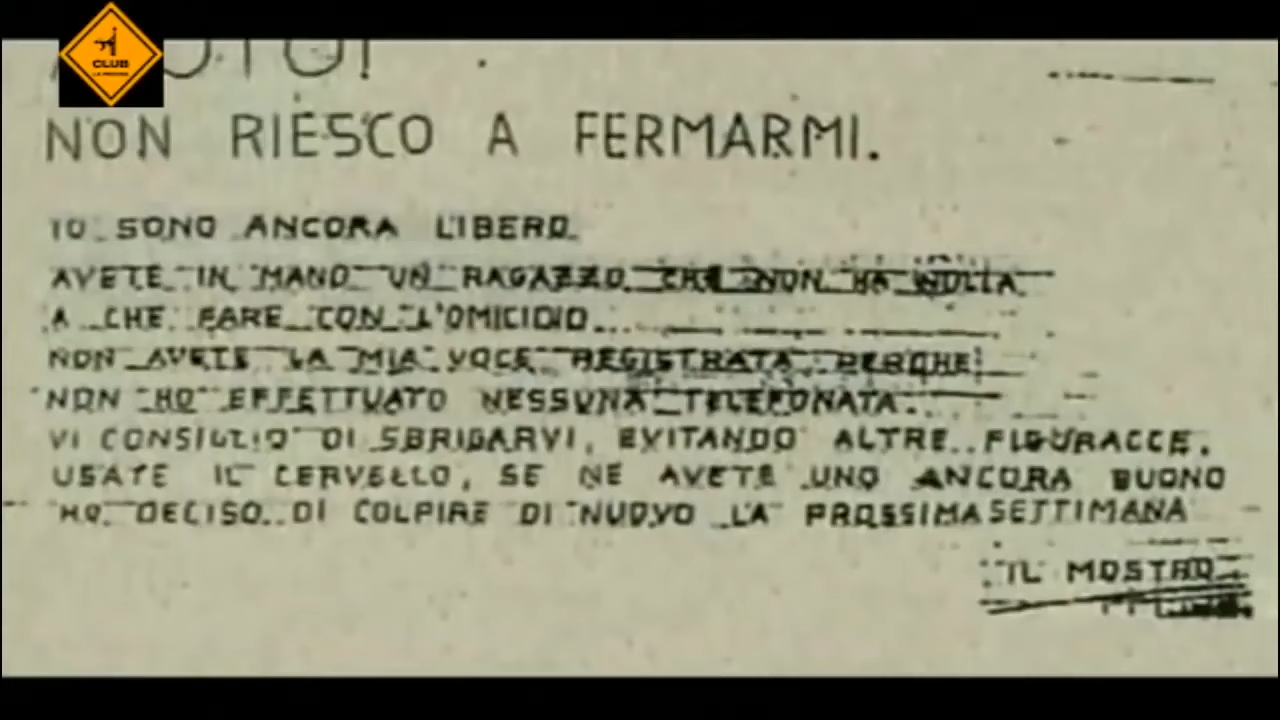 CLUB
NON RIESCO A FERMARMI.
IO SONO ANCORA LIBERO
AVETE IN MANO UN RAGAZZO CHE NON HA NULLA
A CHE FARE CON L'OMICIDIO
NON AVETE LA MIA VOCE REGISTRATA PERCHE'
NON HO EFFETTUATO NESSUNA TELEFONATA.
VI CONSIGLIO DI SBRIGARVI, EVITANDO ALTRE FIGURACCE.
USATE IL CERVELLO, SE NE AVETE UNO ANCORA BUONO
HO DECISO DI COLPIRE DI NUOVO LA PROSSIMA SETTIMANA
IL MOSTRO